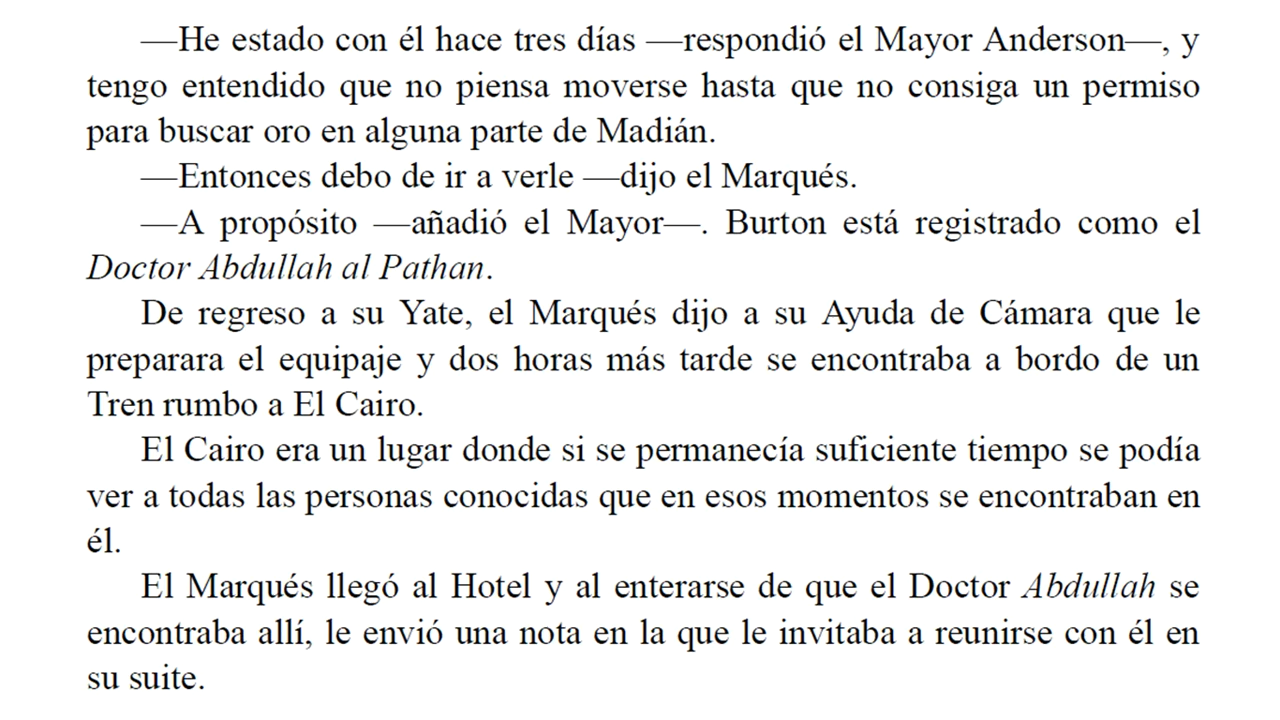 —He estado con él hace tres días —respondió el Mayor Anderson—, y
tengo entendido que no piensa moverse hasta que no consiga un permiso
para buscar oro en alguna parte de Madián.
—Entonces debo de ir a verle —dijo el Marqués.
—A propósito —añadió el Mayor—. Burton está registrado como el
Doctor Abdullah al Pathan.
De regreso a su Yate, el Marqués dijo a su Ayuda de Cámara que le
preparara el equipaje y dos horas más tarde se encontraba a bordo de un
Tren rumbo a El Cairo.
El Cairo era un lugar donde si se permanecía suficiente tiempo se podía
ver a todas las personas conocidas que en esos momentos se encontraban en
él.
El Marqués llegó al Hotel y al enterarse de que el Doctor Abdullah se
encontraba allí, le envió una nota en la que le invitaba a reunirse con él en
su suite.